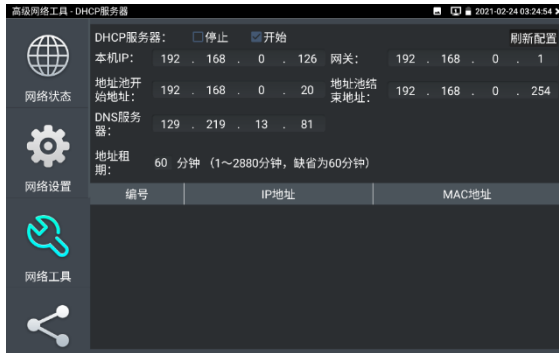 高级网络工具 - DHCP服务器 2021-02-24 03:24:54
DHCP服务器: 停止 开始 刷新配置
本机IP: 192 . 168 . 0 . 126 网关: 192 . 168 . 0 . 1
地址池开始地址: 192 . 168 . 0 . 20 地址池结束地址: 192 . 168 . 0 . 254
DNS服务器: 129 . 219 . 13 . 81
地址租期: 60 分钟 (1~2880分钟, 缺省为60分钟)
编号 IP地址 MAC地址
网络状态
网络设置
网络工具